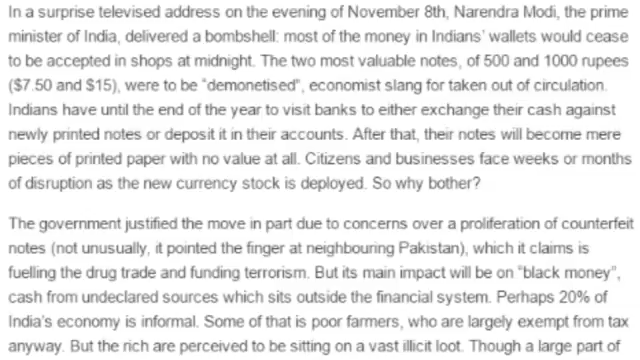 In a surprise televised address on the evening of November 8th, Narendra Modi, the prime
minister of India, delivered a bombshell: most of the money in Indians' wallets would cease
to be accepted in shops at midnight. The two most valuable notes, of 500 and 1000 rupees
($7.50 and $15), were to be "demonetised", economist slang for taken out of circulation.
Indians have until the end of the year to visit banks to either exchange their cash against
newly printed notes or deposit it in their accounts. After that, their notes will become mere
pieces of printed paper with no value at all. Citizens and businesses face weeks or months
of disruption as the new currency stock is deployed. So why bother?
The government justified the move in part due to concerns over a proliferation of counterfeit
notes (not unusually, it pointed the finger at neighbouring Pakistan), which it claims is
fuelling the drug trade and funding terrorism. But its main impact will be on "black money",
cash from undeclared sources which sits outside the financial system. Perhaps 20% of
India's economy is informal. Some of that is poor farmers, who are largely exempt from tax
anyway. But the rich are perceived to be sitting on a vast illicit loot. Though a large part of